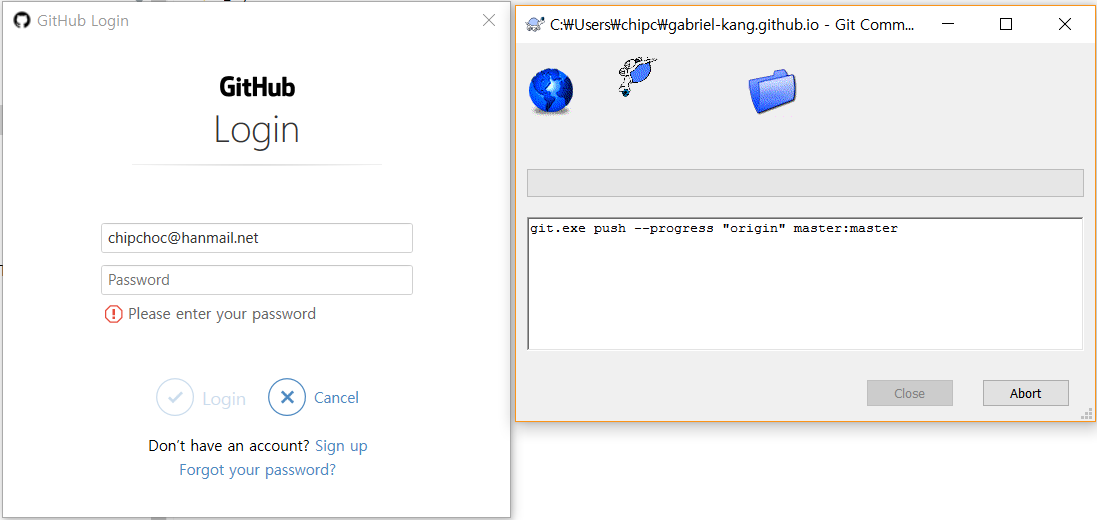 GitHub Login
GitHub
Login
chipchoc@hanmail.net
Password
Please enter your password
Login
Cancel
Don't have an account? Sign up
Forgot your password?
C:₩Users₩chipc₩gabriel-kang.github.io - Git Comm...
git.exe push --progress "origin" master:master
Close
Abort